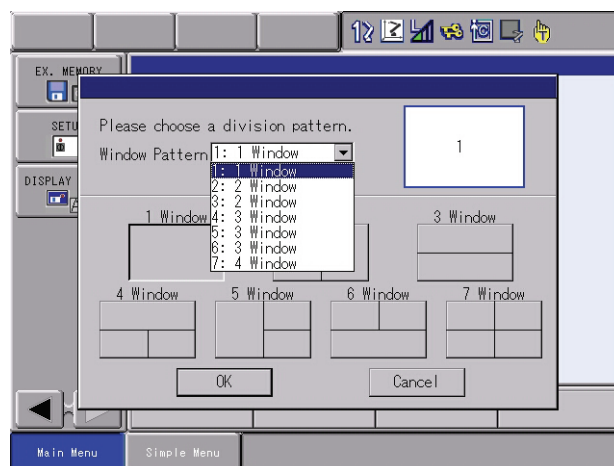 EX. MEMORY
SETU
DISPLAY
Please choose a division pattern.
Window Pattern 1: 1 Window
1
1: 1 Window
2: 2 Window
3: 2 Window
4: 3 Window
5: 3 Window
6: 3 Window
7: 4 Window
1 Window
3 Window
4 Window
5 Window
6 Window
7 Window
OK
Cancel
Main Menu
Simple Menu